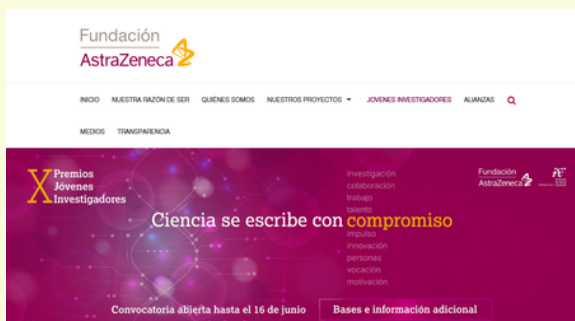 Fundación
AstraZeneca
INICIO NUESTRA RAZÓN DE SER QUIÉNES SOMOS NUESTROS PROYECTOS JOVENES INVESTIGADORES ALIANZAS
MEDIOS TRANSPARENCIA
X Premios
Jóvenes
Investigadores
investigación
colaboración
trabajo
talento
Ciencia se escribe con compromiso
impulso
innovación
personas
vocación
motivación
Fundación
AstraZeneca
Convocatoria abierta hasta el 16 de junio
Bases e información adicional